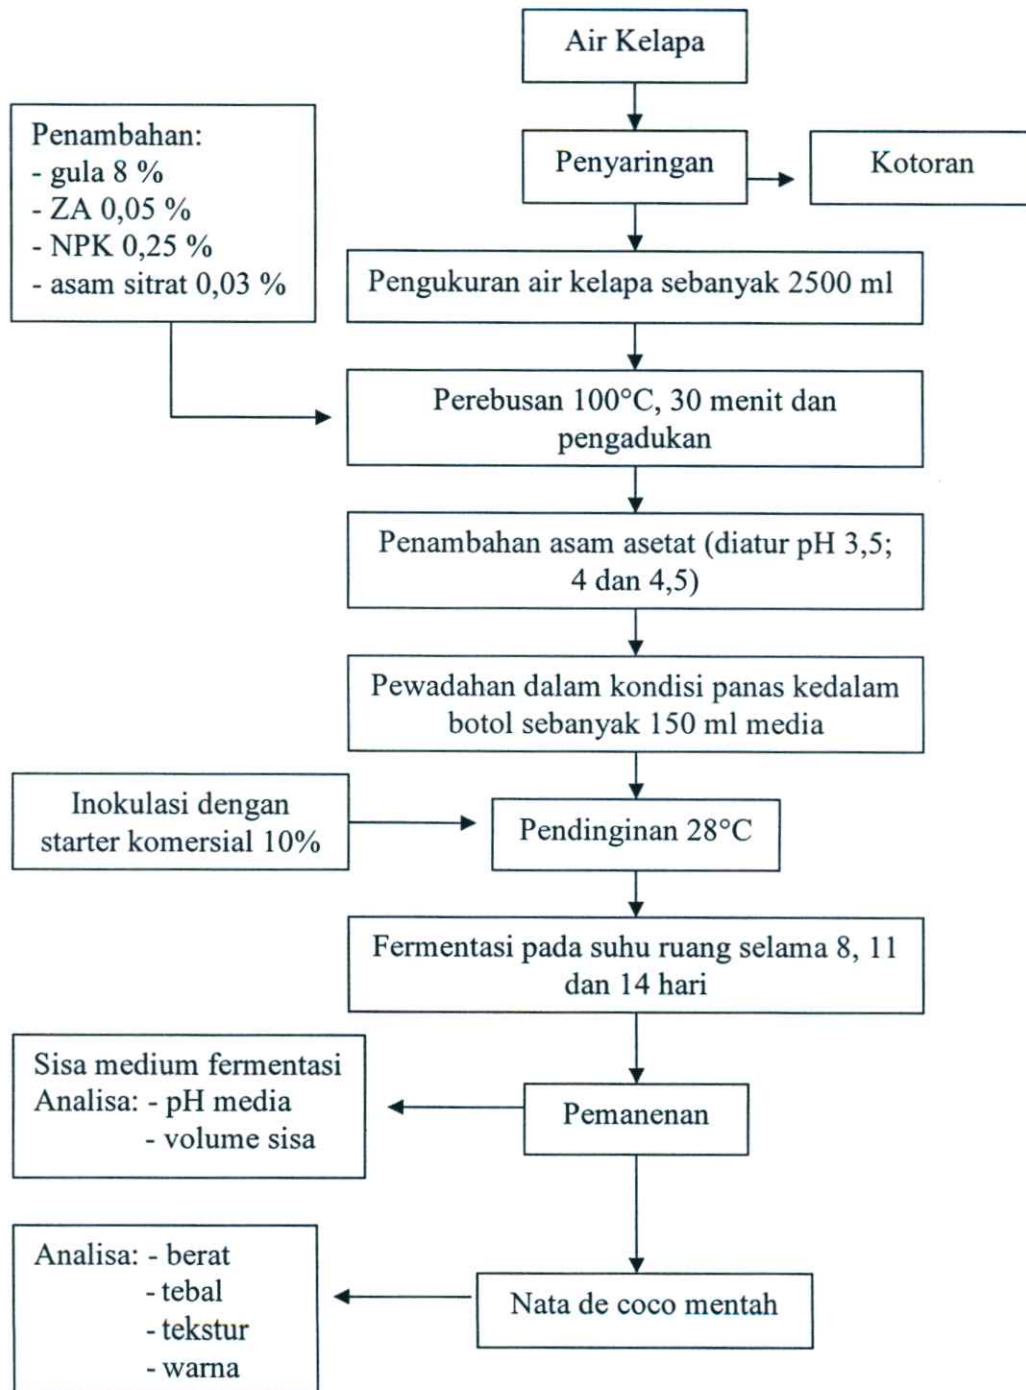 Air Kelapa
Penambahan:
- gula 8 %
- ZA 0,05 %
- NPK 0,25 %
- asam sitrat 0,03 %
Penyaringan
Kotoran
Pengukuran air kelapa sebanyak 2500 ml
Perebusan 100°C, 30 menit dan
pengadukan
Penambahan asam asetat (diatur pH 3,5;
4 dan 4,5)
Pewadahan dalam kondisi panas kedalam
botol sebanyak 150 ml media
Inokulasi dengan
starter komersial 10%
Pendinginan 28°C
Fermentasi pada suhu ruang selama 8, 11
dan 14 hari
Sisa medium fermentasi
Analisa: - pH media
- volume sisa
Pemanenan
Analisa: - berat
- tebal
- tekstur
- warna
Nata de coco mentah